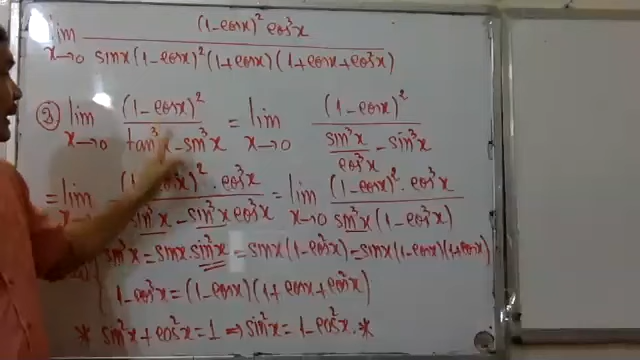 lim x→0 (1-cosx)² cos³x / sinx(1-cosx)²(1+cosx)(1+cosx+cos²x)
② lim x→0 (1-cosx)² / tan³x - sin³x = lim x→0 (1-cosx)² / sin³x/cos³x - sin³x
= lim x→0 (1-cosx)² · cos³x / sin³x - sin³x cos³x = lim x→0 (1-cosx)² · cos³x / sin³x(1-cos³x)
sin³x = sinx. sin²x = sinx(1-cos²x) = sinx(1-cosx)(1+cosx)
1-cos³x = (1-cosx)(1+cosx+cos²x)
* sin²x + cos²x = 1 ⇒ sin²x = 1-cos²x. *